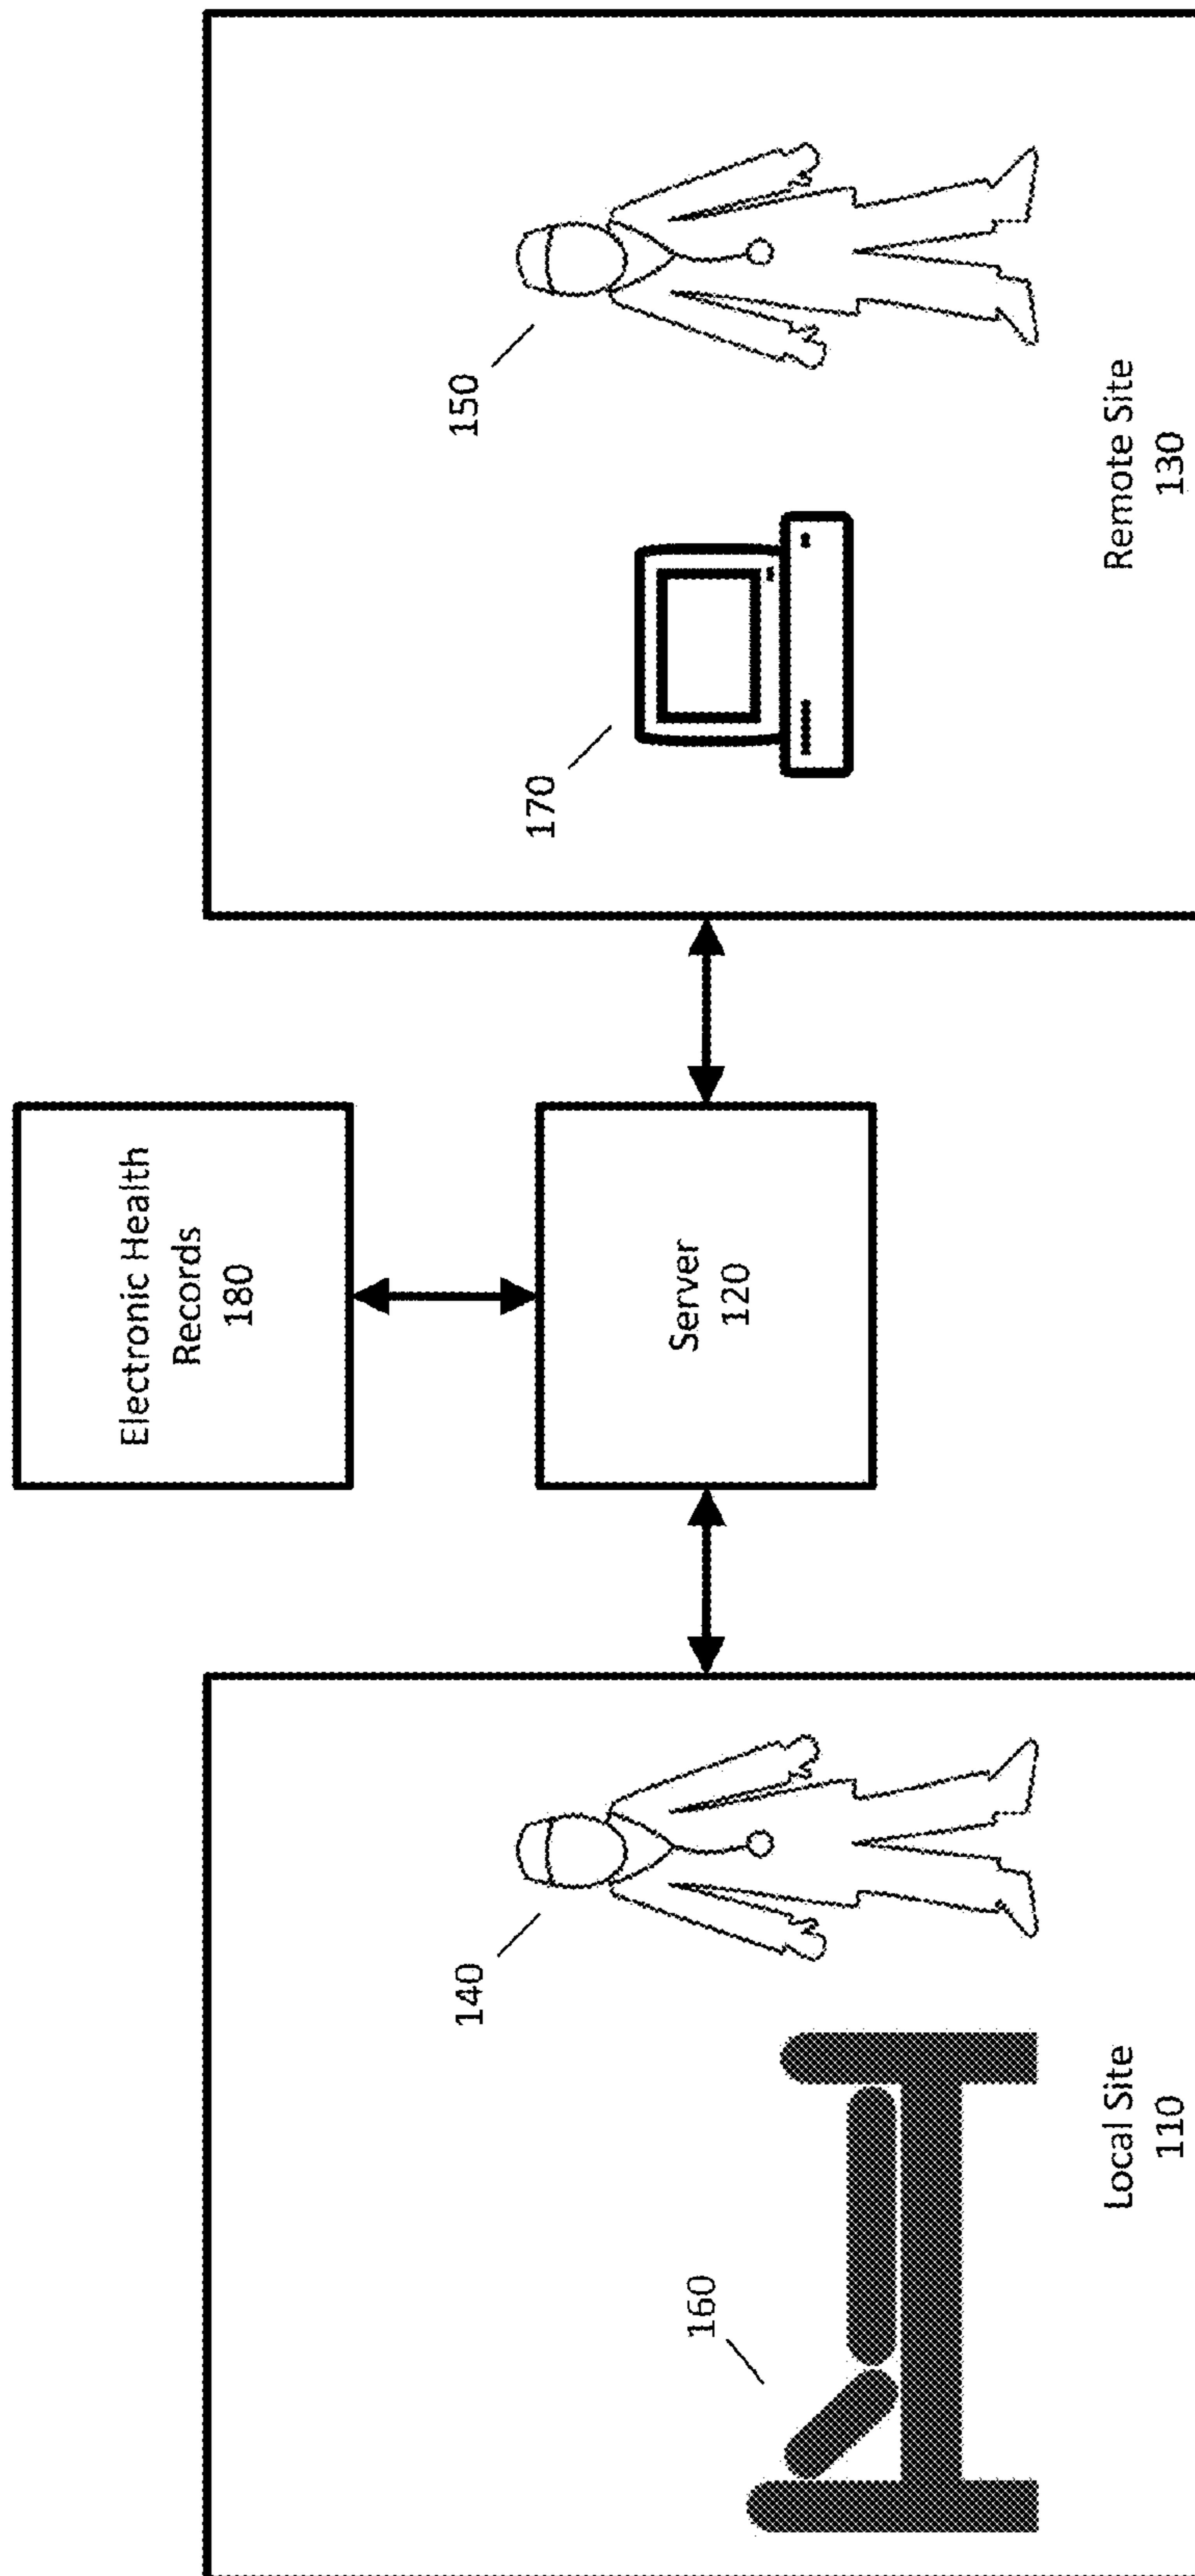 Electronic Health
Records
180
140
160
Local Site
110
Server
120
150
170
Remote Site
130